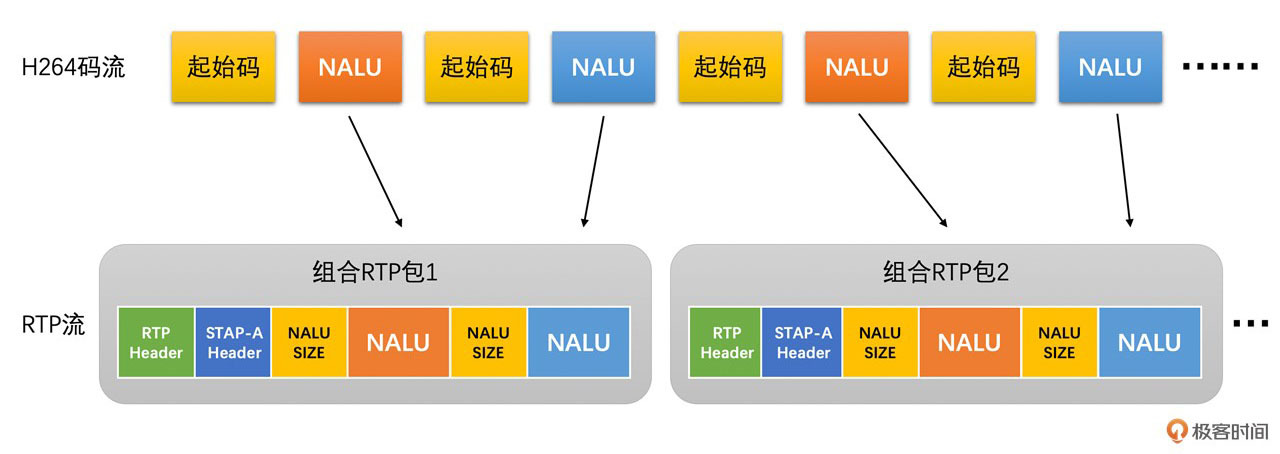 H264码流 起始码 NALU 起始码 NALU 起始码 NALU 起始码 NALU ……
组合RTP包1 组合RTP包2
RTP流
RTP
Header
STAP-A
Header
NALU
SIZE
NALU
NALU
SIZE
NALU
RTP
Header
STAP-A
Header
NALU
SIZE
NALU
NALU
SIZE
NALU
...
极客时间